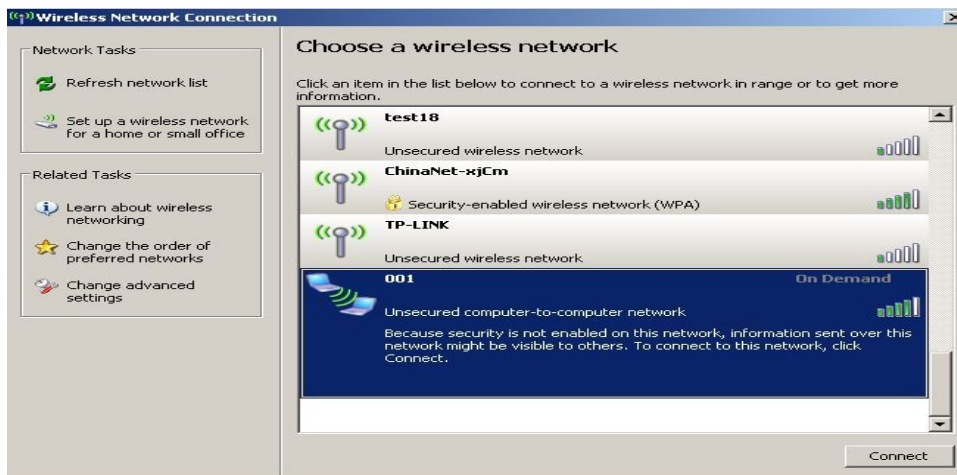 Wireless Network Connection
Network Tasks
Refresh network list
Set up a wireless network
for a home or small office
Related Tasks
Learn about wireless
networking
Change the order of
preferred networks
Change advanced
settings
Choose a wireless network
Click an item in the list below to connect to a wireless network in range or to get more
information.
test18
Unsecured wireless network
ChinaNet-xjCm
Security-enabled wireless network (WPA)
TP-LINK
Unsecured wireless network
001 On Demand
Unsecured computer-to-computer network
Because security is not enabled on this network, information sent over this
network might be visible to others. To connect to this network, click
Connect.
Connect